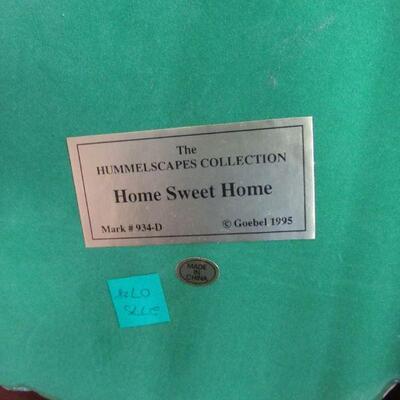 The
HUMMELSCAPES COLLECTION
Home Sweet Home
Mark # 934-D © Goebel 1995
MADE
IN
CHINA